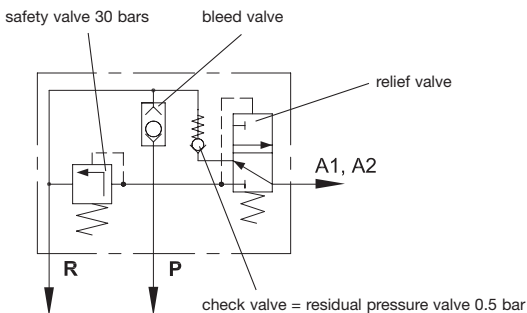 safety valve 30 bars
bleed valve
relief valve
A1, A2
R
P
check valve = residual pressure valve 0.5 bar